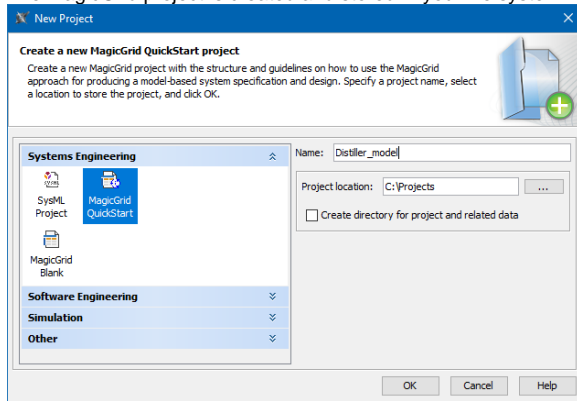 New Project
Create a new MagicGrid QuickStart project
Create a new MagicGrid project with the structure and guidelines on how to use the MagicGrid
approach for producing a model-based system specification and design. Specify a project name, select
a location to store the project, and click OK.
Systems Engineering
SysML
Project
MagicGrid
QuickStart
MagicGrid
Blank
Software Engineering
Simulation
Other
Name: Distiller_model
Project location: C:\Projects ...
Create directory for project and related data
OK Cancel Help